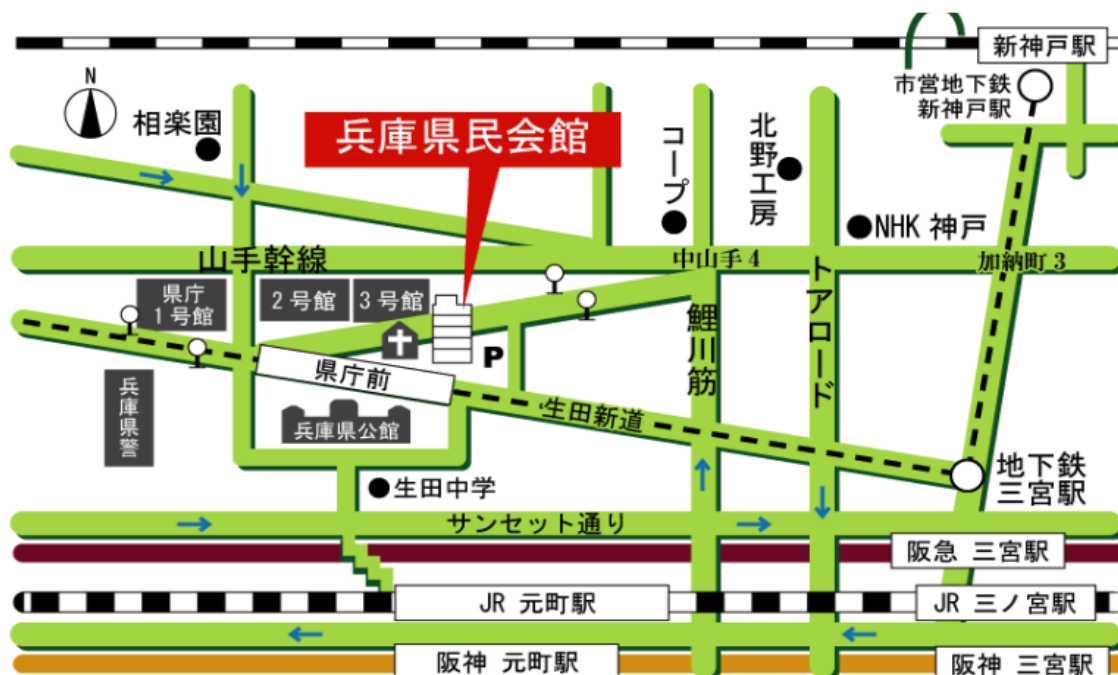 新神戸駅
市営地下鉄
新神戸駅
N
相楽園
兵庫県民会館
コープ
北野工房
NHK 神戸
山手幹線
中山手4
トアロード
加納町3
県庁
1号館
2号館
3号館
P
鯉川筋
県庁前
兵庫県警
兵庫県公館
生田新道
地下鉄
三宮駅
生田中学
サンセット通り
阪急 三宮駅
JR 元町駅
JR 三ノ宮駅
阪神 元町駅
阪神 三宮駅